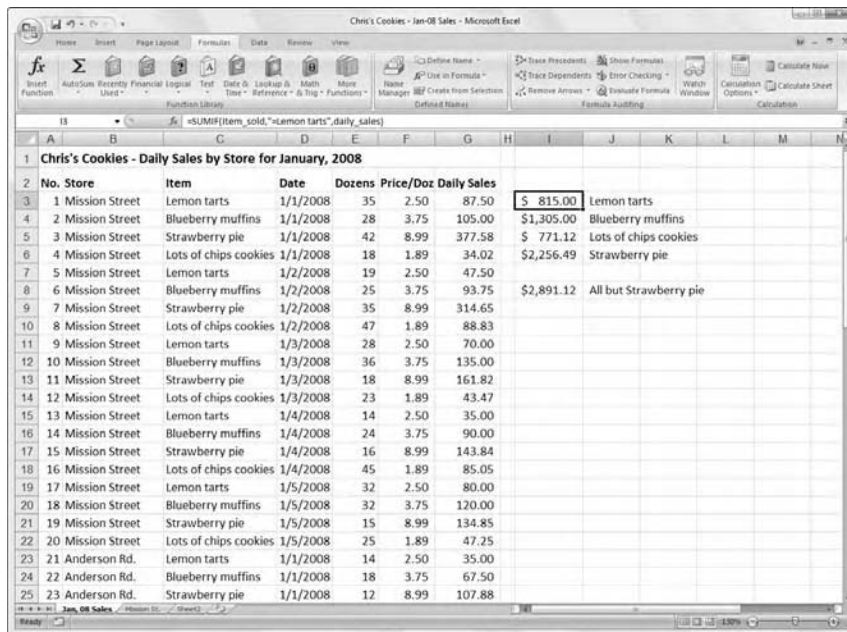 Chris's Cookies - Jan-08 Sales - Microsoft Excel
Home Insert Page Layout Formulas Data Review View
Insert Function
AutoSum
Recently Used
Financial
Logical
Text
Date & Time
Lookup & Reference
Math & Trig
More Functions
Function Library
Name Manager
Define Name
Use in Formula
Create from Selection
Defined Names
Trace Precedents
Trace Dependents
Remove Arrows
Show Formulas
Error Checking
Evaluate Formula
Watch Window
Formula Auditing
Calculation Options
Calculate Now
Calculate Sheet
Calculation
I3 fx =SUMIF(Item_sold,"=Lemon tarts",daily_sales)
A B C D E F G H I J K L M N
1 Chris's Cookies - Daily Sales by Store for January, 2008
2 No. Store Item Date Dozens Price/Doz Daily Sales
3 1 Mission Street Lemon tarts 1/1/2008 35 2.50 87.50 $ 815.00 Lemon tarts
4 2 Mission Street Blueberry muffins 1/1/2008 28 3.75 105.00 $1,305.00 Blueberry muffins
5 3 Mission Street Strawberry pie 1/1/2008 42 8.99 377.58 $ 771.12 Lots of chips cookies
6 4 Mission Street Lots of chips cookies 1/1/2008 18 1.89 34.02 $2,256.49 Strawberry pie
7 5 Mission Street Lemon tarts 1/2/2008 19 2.50 47.50
8 6 Mission Street Blueberry muffins 1/2/2008 25 3.75 93.75 $2,891.12 All but Strawberry pie
9 7 Mission Street Strawberry pie 1/2/2008 35 8.99 314.65
10 8 Mission Street Lots of chips cookies 1/2/2008 47 1.89 88.83
11 9 Mission Street Lemon tarts 1/3/2008 28 2.50 70.00
12 10 Mission Street Blueberry muffins 1/3/2008 36 3.75 135.00
13 11 Mission Street Strawberry pie 1/3/2008 18 8.99 161.82
14 12 Mission Street Lots of chips cookies 1/3/2008 23 1.89 43.47
15 13 Mission Street Lemon tarts 1/4/2008 14 2.50 35.00
16 14 Mission Street Blueberry muffins 1/4/2008 24 3.75 90.00
17 15 Mission Street Strawberry pie 1/4/2008 16 8.99 143.84
18 16 Mission Street Lots of chips cookies 1/4/2008 45 1.89 85.05
19 17 Mission Street Lemon tarts 1/5/2008 32 2.50 80.00
20 18 Mission Street Blueberry muffins 1/5/2008 32 3.75 120.00
21 19 Mission Street Strawberry pie 1/5/2008 15 8.99 134.85
22 20 Mission Street Lots of chips cookies 1/5/2008 25 1.89 47.25
23 21 Anderson Rd. Lemon tarts 1/1/2008 14 2.50 35.00
24 22 Anderson Rd. Blueberry muffins 1/1/2008 18 3.75 67.50
25 23 Anderson Rd. Strawberry pie 1/1/2008 12 8.99 107.88
Jan, 08 Sales Mission St. Sheet2
Ready 130%